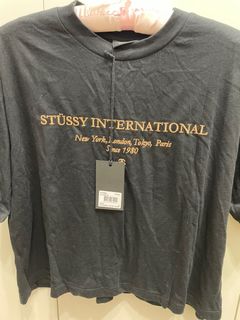 STÜSSY INTERNATIONAL
New York, London, Tokyo, Paris
Since 1980